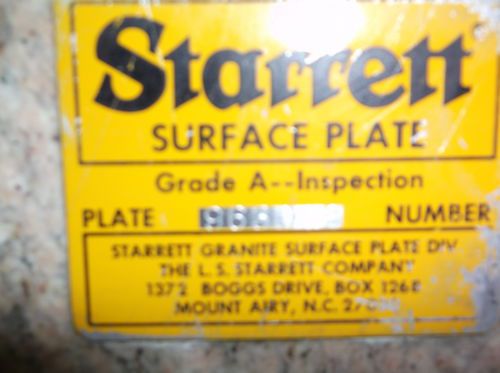 Starrett
SURFACE PLATE
Grade A--Inspection
PLATE NUMBER
STARRETT GRANITE SURFACE PLATE DIV
THE L. S. STARRETT COMPANY
1372 BOGGS DRIVE, BOX 1268
MOUNT AIRY, N.C.